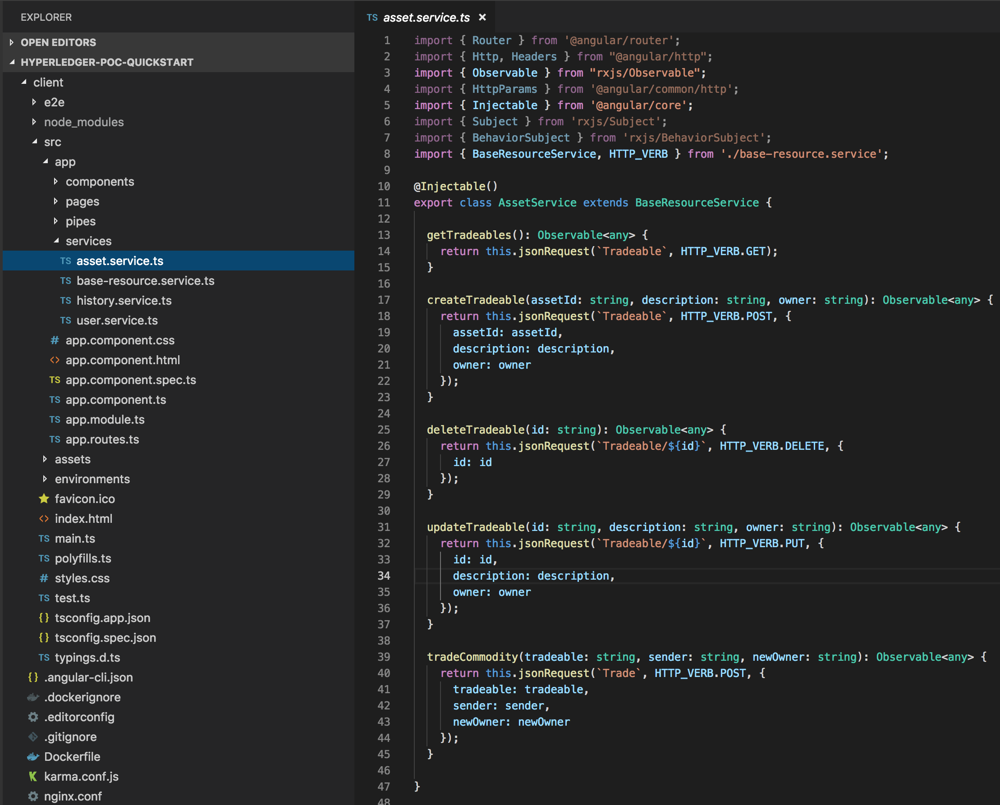 EXPLORER
OPEN EDITORS
HYPERLEDGER-POC-QUICKSTART
client
e2e
node_modules
src
app
components
pages
pipes
services
TS asset.service.ts
TS base-resource.service.ts
TS history.service.ts
TS user.service.ts
# app.component.css
<> app.component.html
TS app.component.spec.ts
TS app.component.ts
TS app.module.ts
TS app.routes.ts
assets
environments
favicon.ico
<> index.html
TS main.ts
TS polyfills.ts
# styles.css
TS test.ts
{} tsconfig.app.json
{} tsconfig.spec.json
TS typings.d.ts
{} .angular-cli.json
.dockerignore
.editorconfig
.gitignore
Dockerfile
K karma.conf.js
nginx.conf
TS asset.service.ts ×
1 import { Router } from '@angular/router';
2 import { Http, Headers } from "@angular/http";
3 import { Observable } from "rxjs/Observable";
4 import { HttpParams } from '@angular/common/http';
5 import { Injectable } from '@angular/core';
6 import { Subject } from 'rxjs/Subject';
7 import { BehaviorSubject } from 'rxjs/BehaviorSubject';
8 import { BaseResourceService, HTTP_VERB } from './base-resource.service';
9
10 @Injectable()
11 export class AssetService extends BaseResourceService {
12
13 getTradeables(): Observable<any> {
14 return this.jsonRequest(`Tradeable`, HTTP_VERB.GET);
15 }
16
17 createTradeable(assetId: string, description: string, owner: string): Observable<any> {
18 return this.jsonRequest(`Tradeable`, HTTP_VERB.POST, {
19 assetId: assetId,
20 description: description,
21 owner: owner
22 });
23 }
24
25 deleteTradeable(id: string): Observable<any> {
26 return this.jsonRequest(`Tradeable/${id}`, HTTP_VERB.DELETE, {
27 id: id
28 });
29 }
30
31 updateTradeable(id: string, description: string, owner: string): Observable<any> {
32 return this.jsonRequest(`Tradeable/${id}`, HTTP_VERB.PUT, {
33 id: id,
34 description: description,
35 owner: owner
36 });
37 }
38
39 tradeCommodity(tradeable: string, sender: string, newOwner: string): Observable<any> {
40 return this.jsonRequest(`Trade`, HTTP_VERB.POST, {
41 tradeable: tradeable,
42 sender: sender,
43 newOwner: newOwner
44 });
45 }
46
47 }
48